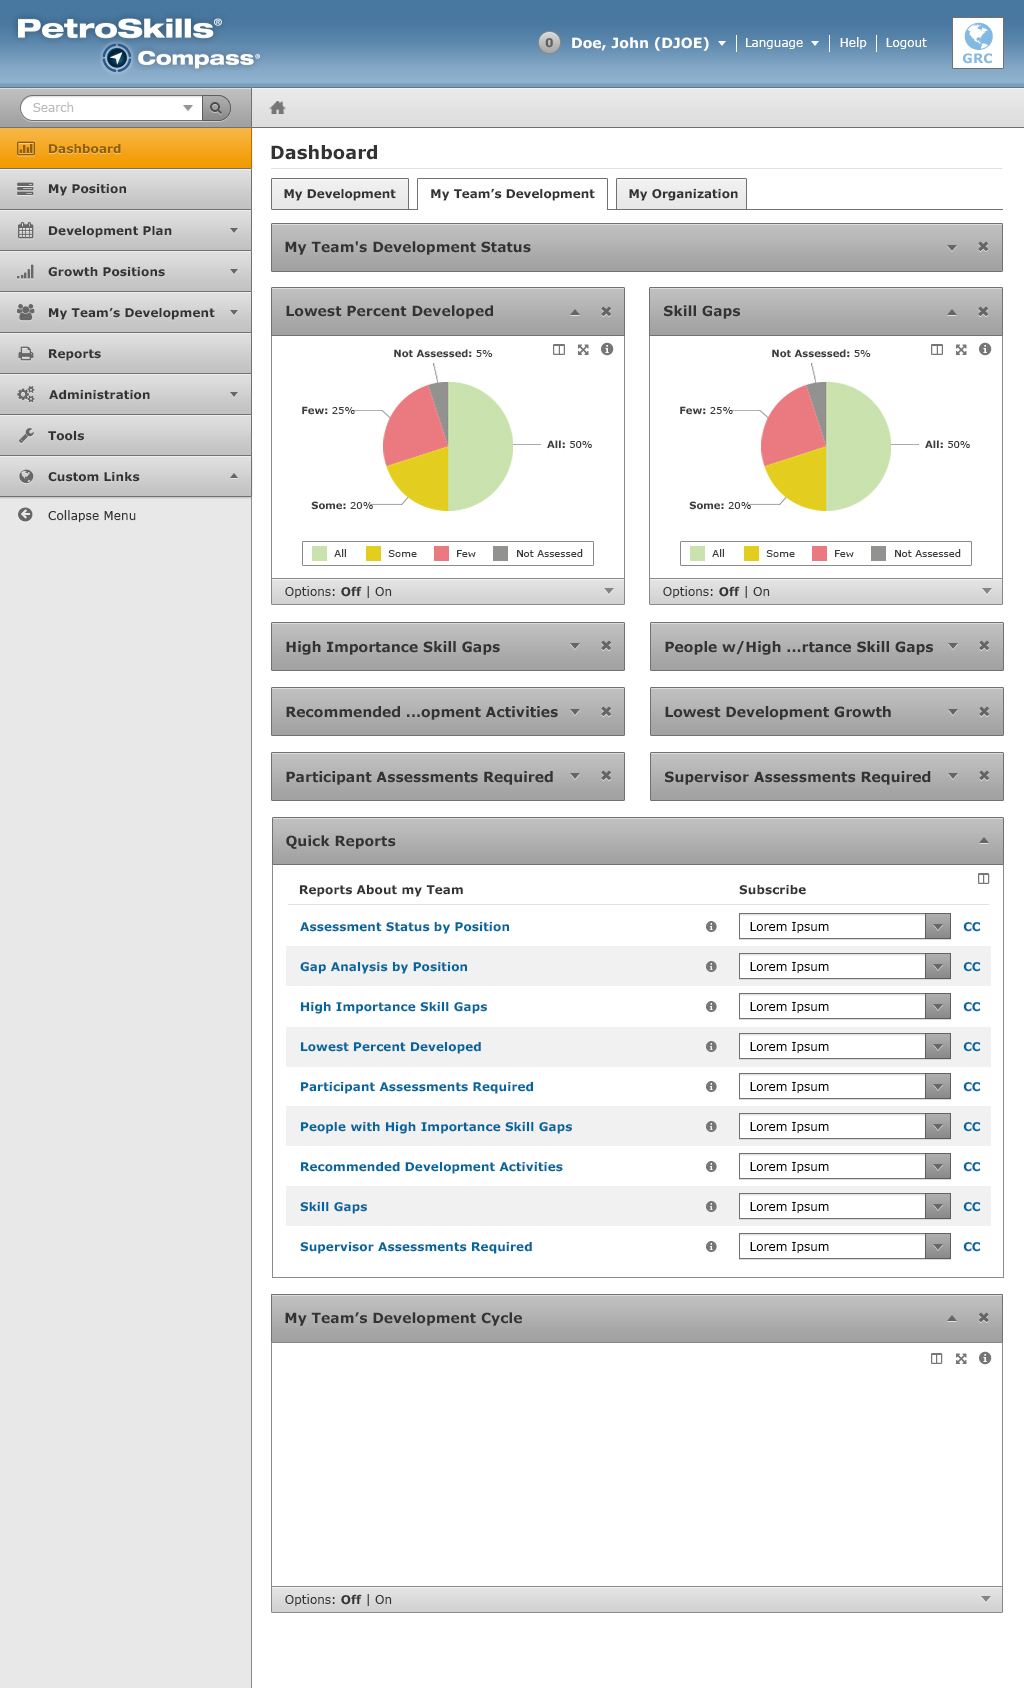 PetroSkills®
Compass®
0 Doe, John (DJOE) | Language | Help | Logout
GRC
Search
Dashboard
My Position
Development Plan
Growth Positions
My Team’s Development
Reports
Administration
Tools
Custom Links
Collapse Menu
Dashboard
My Development My Team’s Development My Organization
My Team's Development Status
Lowest Percent Developed
Not Assessed: 5%
Few: 25%
All: 50%
Some: 20%
All Some Few Not Assessed
Options: Off | On
Skill Gaps
Not Assessed: 5%
Few: 25%
All: 50%
Some: 20%
All Some Few Not Assessed
Options: Off | On
High Importance Skill Gaps
People w/High ...rtance Skill Gaps
Recommended ...opment Activities
Lowest Development Growth
Participant Assessments Required
Supervisor Assessments Required
Quick Reports
Reports About my Team Subscribe
Assessment Status by Position Lorem Ipsum CC
Gap Analysis by Position Lorem Ipsum CC
High Importance Skill Gaps Lorem Ipsum CC
Lowest Percent Developed Lorem Ipsum CC
Participant Assessments Required Lorem Ipsum CC
People with High Importance Skill Gaps Lorem Ipsum CC
Recommended Development Activities Lorem Ipsum CC
Skill Gaps Lorem Ipsum CC
Supervisor Assessments Required Lorem Ipsum CC
My Team’s Development Cycle
Options: Off | On